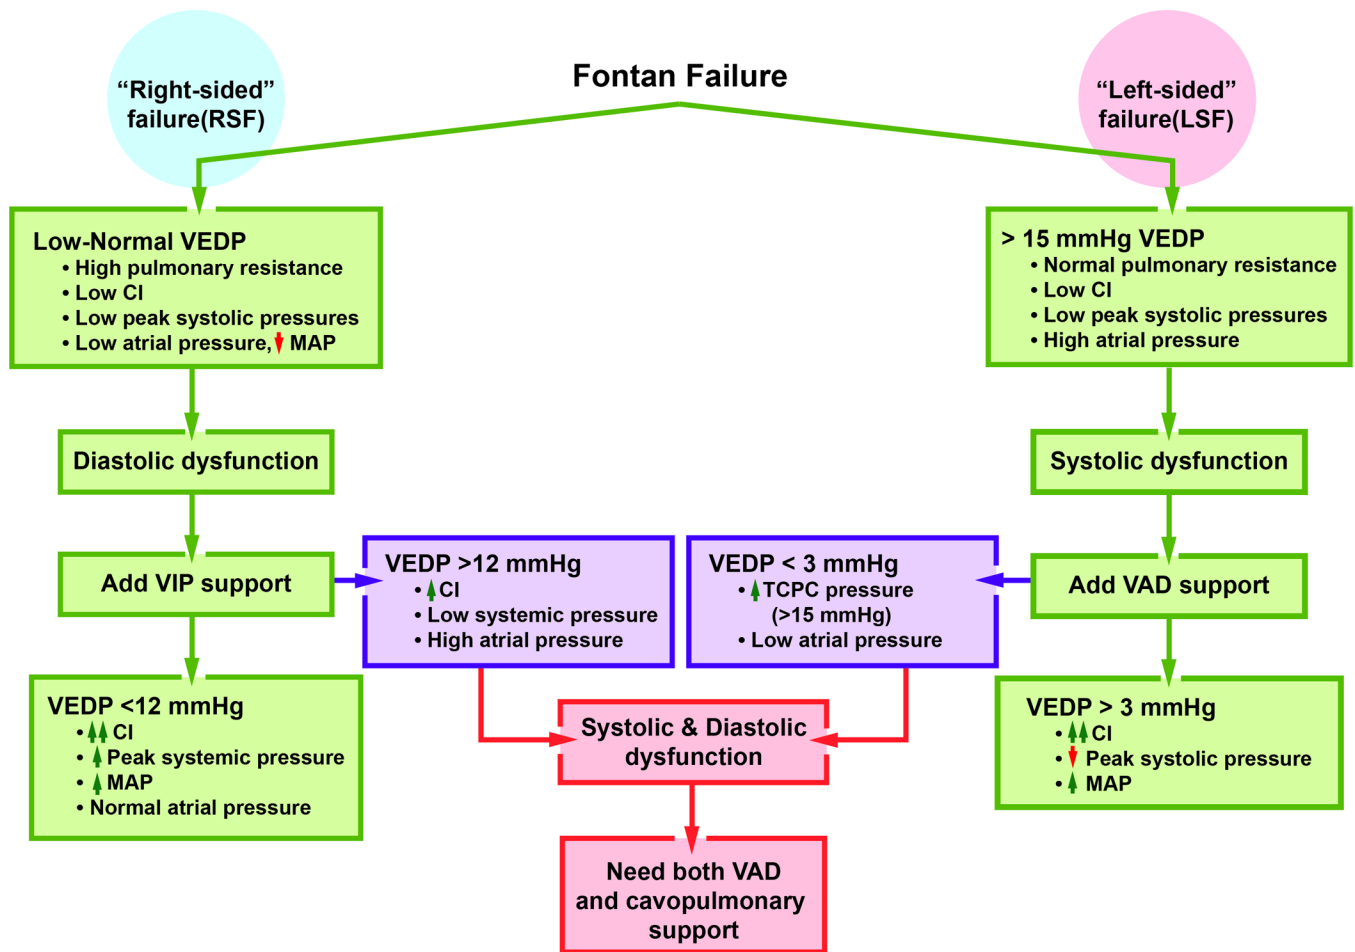 Fontan Failure
“Right-sided”
failure(RSF)
“Left-sided”
failure(LSF)
Low-Normal VEDP
• High pulmonary resistance
• Low CI
• Low peak systolic pressures
• Low atrial pressure, MAP
> 15 mmHg VEDP
• Normal pulmonary resistance
• Low CI
• Low peak systolic pressures
• High atrial pressure
Diastolic dysfunction
Systolic dysfunction
Add VIP support
VEDP >12 mmHg
• CI
• Low systemic pressure
• High atrial pressure
VEDP < 3 mmHg
• TCPC pressure
(>15 mmHg)
• Low atrial pressure
Add VAD support
VEDP <12 mmHg
• CI
• Peak systemic pressure
• MAP
• Normal atrial pressure
Systolic & Diastolic
dysfunction
VEDP > 3 mmHg
• CI
• Peak systolic pressure
• MAP
Need both VAD
and cavopulmonary
support